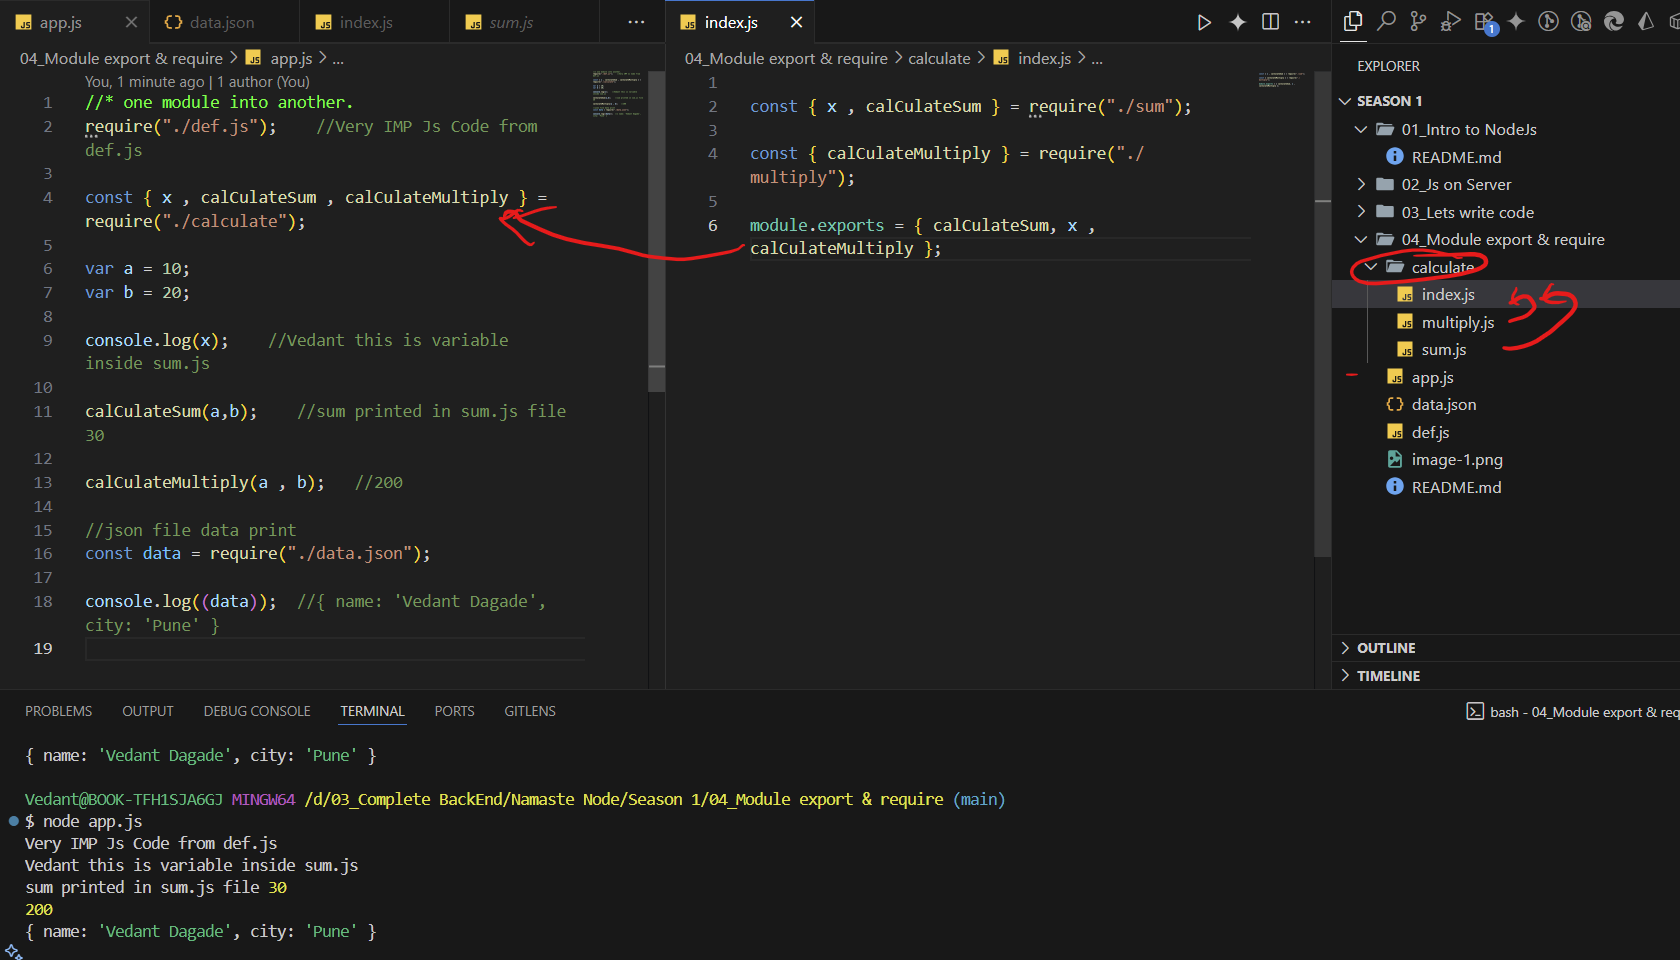 app.js
data.json
index.js
sum.js
index.js
04_Module export & require > app.js > ...
You, 1 minute ago | 1 author (You)
1 //* one module into another.
2 require("./def.js"); //Very IMP Js Code from
def.js
3
4 const { x , calCulateSum , calCulateMultiply } =
require("./calculate");
5
6 var a = 10;
7 var b = 20;
8
9 console.log(x); //Vedant this is variable
inside sum.js
10
11 calCulateSum(a,b); //sum printed in sum.js file
30
12
13 calCulateMultiply(a , b); //200
14
15 //json file data print
16 const data = require("./data.json");
17
18 console.log((data)); //{ name: 'Vedant Dagade',
city: 'Pune' }
19
04_Module export & require > calculate > index.js > ...
1
2 const { x , calCulateSum } = require("./sum");
3
4 const { calCulateMultiply } = require("./
multiply");
5
6 module.exports = { calCulateSum, x ,
calCulateMultiply };
1
EXPLORER
SEASON 1
01_Intro to NodeJs
README.md
02_Js on Server
03_Lets write code
04_Module export & require
calculate
index.js
multiply.js
sum.js
app.js
data.json
def.js
image-1.png
README.md
OUTLINE
TIMELINE
PROBLEMS OUTPUT DEBUG CONSOLE TERMINAL PORTS GITLENS
bash - 04_Module export & req
{ name: 'Vedant Dagade', city: 'Pune' }
Vedant@BOOK-TFH1SJA6GJ MINGW64 /d/03_Complete BackEnd/Namaste Node/Season 1/04_Module export & require (main)
$ node app.js
Very IMP Js Code from def.js
Vedant this is variable inside sum.js
sum printed in sum.js file 30
200
{ name: 'Vedant Dagade', city: 'Pune' }